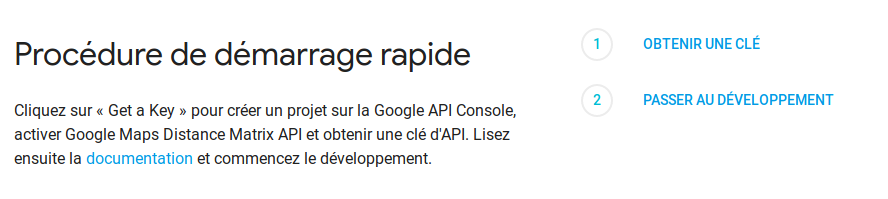 Procédure de démarrage rapide
Cliquez sur « Get a Key » pour créer un projet sur la Google API Console,
activer Google Maps Distance Matrix API et obtenir une clé d'API. Lisez
ensuite la documentation et commencez le développement.
1 OBTENIR UNE CLÉ
2 PASSER AU DÉVELOPPEMENT